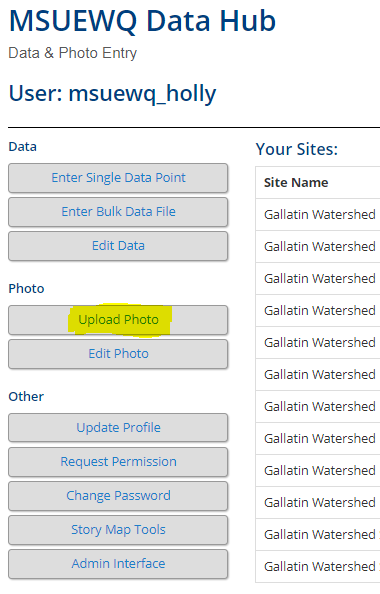 MSUEWQ Data Hub
Data & Photo Entry
User: msuewq_holly
Data
Enter Single Data Point
Enter Bulk Data File
Edit Data
Photo
Upload Photo
Edit Photo
Other
Update Profile
Request Permission
Change Password
Story Map Tools
Admin Interface
Your Sites:
Site Name
Gallatin Watershed
Gallatin Watershed
Gallatin Watershed
Gallatin Watershed
Gallatin Watershed
Gallatin Watershed
Gallatin Watershed
Gallatin Watershed
Gallatin Watershed
Gallatin Watershed
Gallatin Watershed
Gallatin Watershed